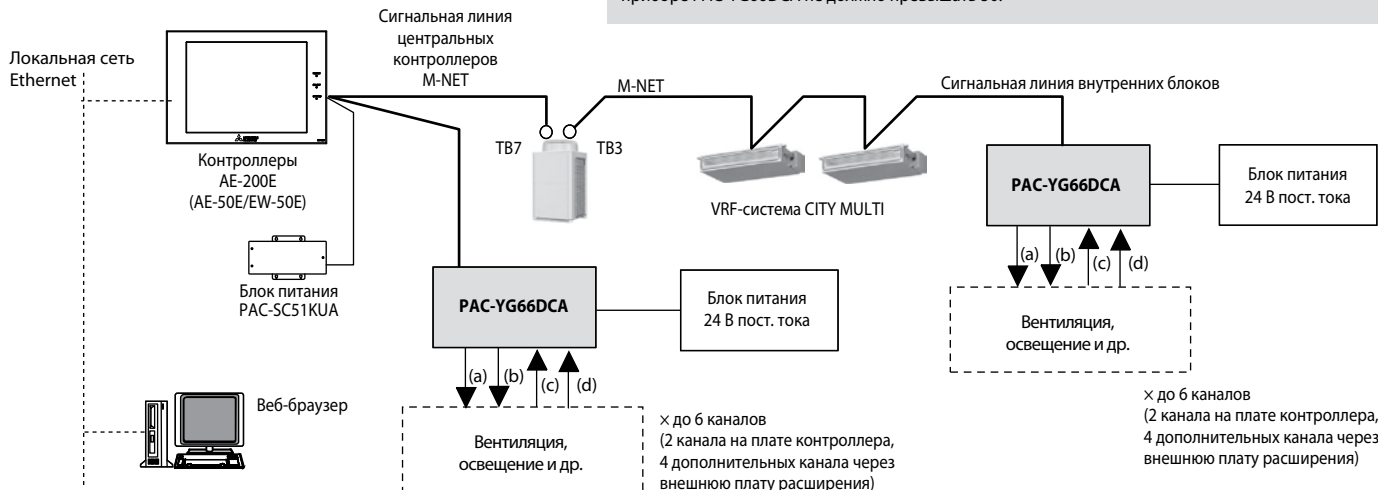 Сигнальная линия
центральных
контроллеров
M-NET
Локальная сеть
Ethernet
M-NET
Сигнальная линия внутренних блоков
TB7
TB3
Контроллеры
AE-200E
(AE-50E/EW-50E)
VRF-система CITY MULTI
PAC-YG66DCA
Блок питания
24 В пост. тока
(a)
(b)
(c)
(d)
Блок питания
PAC-SC51KUA
PAC-YG66DCA
Блок питания
24 В пост. тока
Вентиляция,
освещение и др.
(a)
(b)
(c)
(d)
× до 6 каналов
(2 канала на плате контроллера,
4 дополнительных канала через
внешнюю плату расширения)
Веб-браузер
Вентиляция,
освещение и др.
× до 6 каналов
(2 канала на плате контроллера,
4 дополнительных канала через
внешнюю плату расширения)